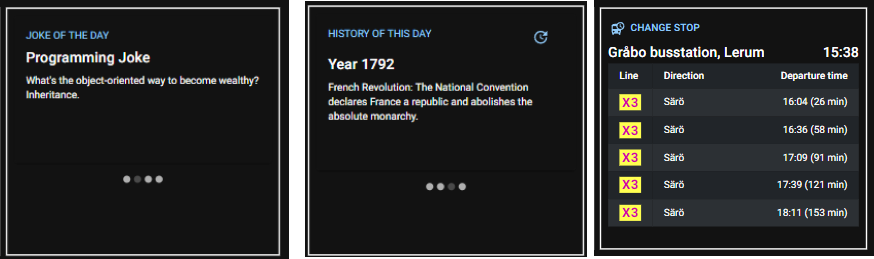 JOKE OF THE DAY
Programming Joke
What's the object-oriented way to become wealthy?
Inheritance.
HISTORY OF THIS DAY
Year 1792
French Revolution: The National Convention
declares France a republic and abolishes the
absolute monarchy.
CHANGE STOP
Gråbo busstation, Lerum 15:38
Line Direction Departure time
X3 Särö 16:04 (26 min)
X3 Särö 16:36 (58 min)
X3 Särö 17:09 (91 min)
X3 Särö 17:39 (121 min)
X3 Särö 18:11 (153 min)